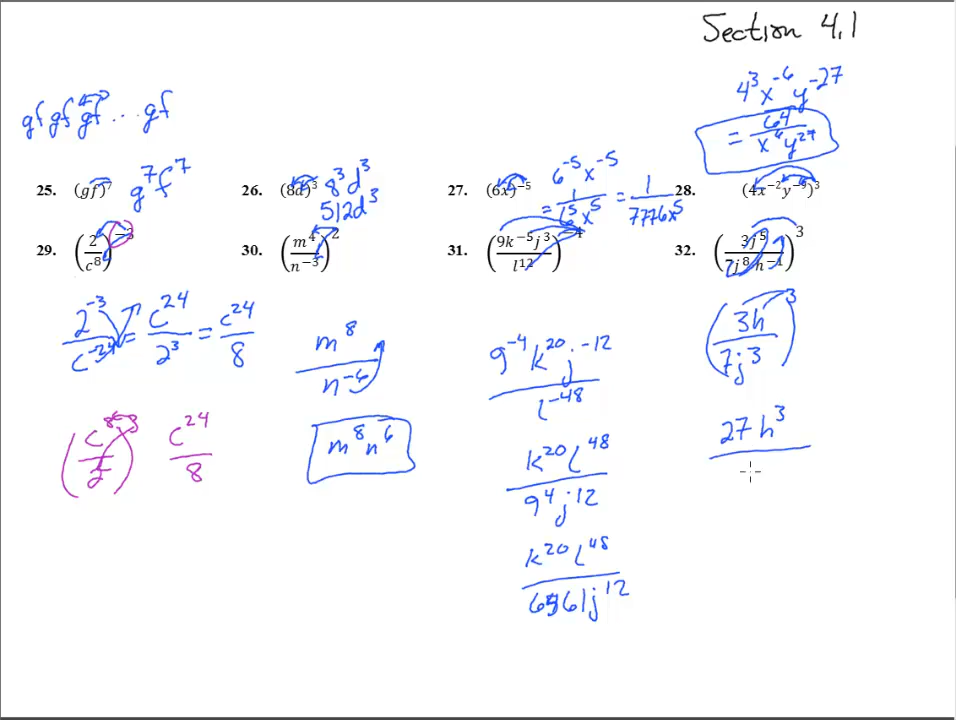 Section 4.1
gf gf gf ... gf
4³x⁻⁶y⁻²⁷
= 64/(x⁶y²⁷)
25. (gf)⁷ g⁷f⁷
26. (8d)³ 8³d³
512d³
27. (6x)⁻⁵ 6⁻⁵x⁻⁵
= 1/(6⁵x⁵) = 1/(7776x⁵)
28. (4x⁻²y⁻⁹)³
29. (2/c⁸)⁻³
30. (m⁴/n⁻³)²
31. (9k⁻⁵j³/l¹²)⁻⁴
32. (3j⁵/(7j⁸h⁻¹))³
2⁻³/c⁻²⁴ = c²⁴/2³ = c²⁴/8
(c⁸/2)³ c²⁴/8
m⁸/n⁻⁶
m⁸n⁶
9⁻⁴k²⁰j⁻¹²/l⁻⁴⁸
k²⁰l⁴⁸/(9⁴j¹²)
k²⁰l⁴⁸/(6561j¹²)
(3h/(7j³))³
27h³